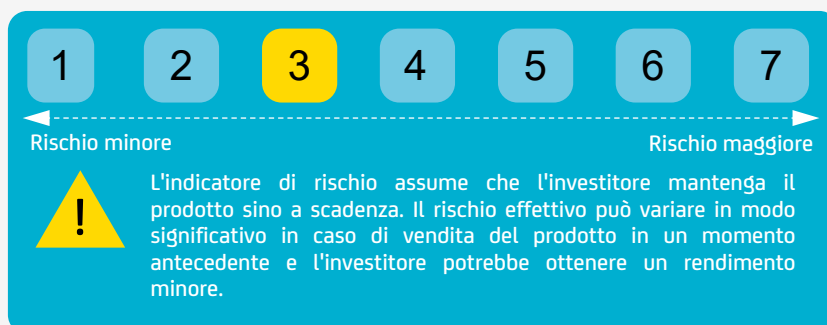 1 2 3 4 5 6 7
Rischio minore Rischio maggiore
!
L'indicatore di rischio assume che l'investitore mantenga il
prodotto sino a scadenza. Il rischio effettivo può variare in modo
significativo in caso di vendita del prodotto in un momento
antecedente e l'investitore potrebbe ottenere un rendimento
minore.